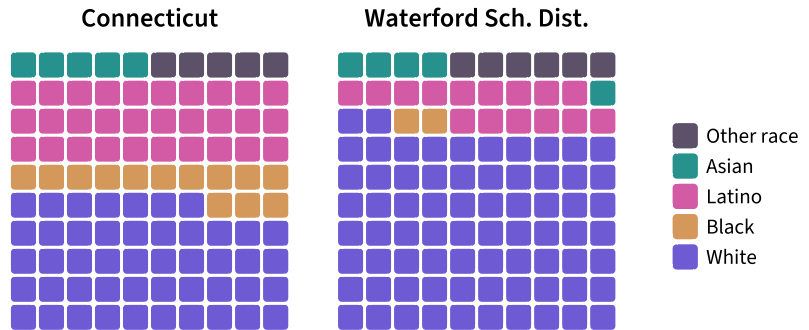 Connecticut
Waterford Sch. Dist.
Other race
Asian
Latino
Black
White